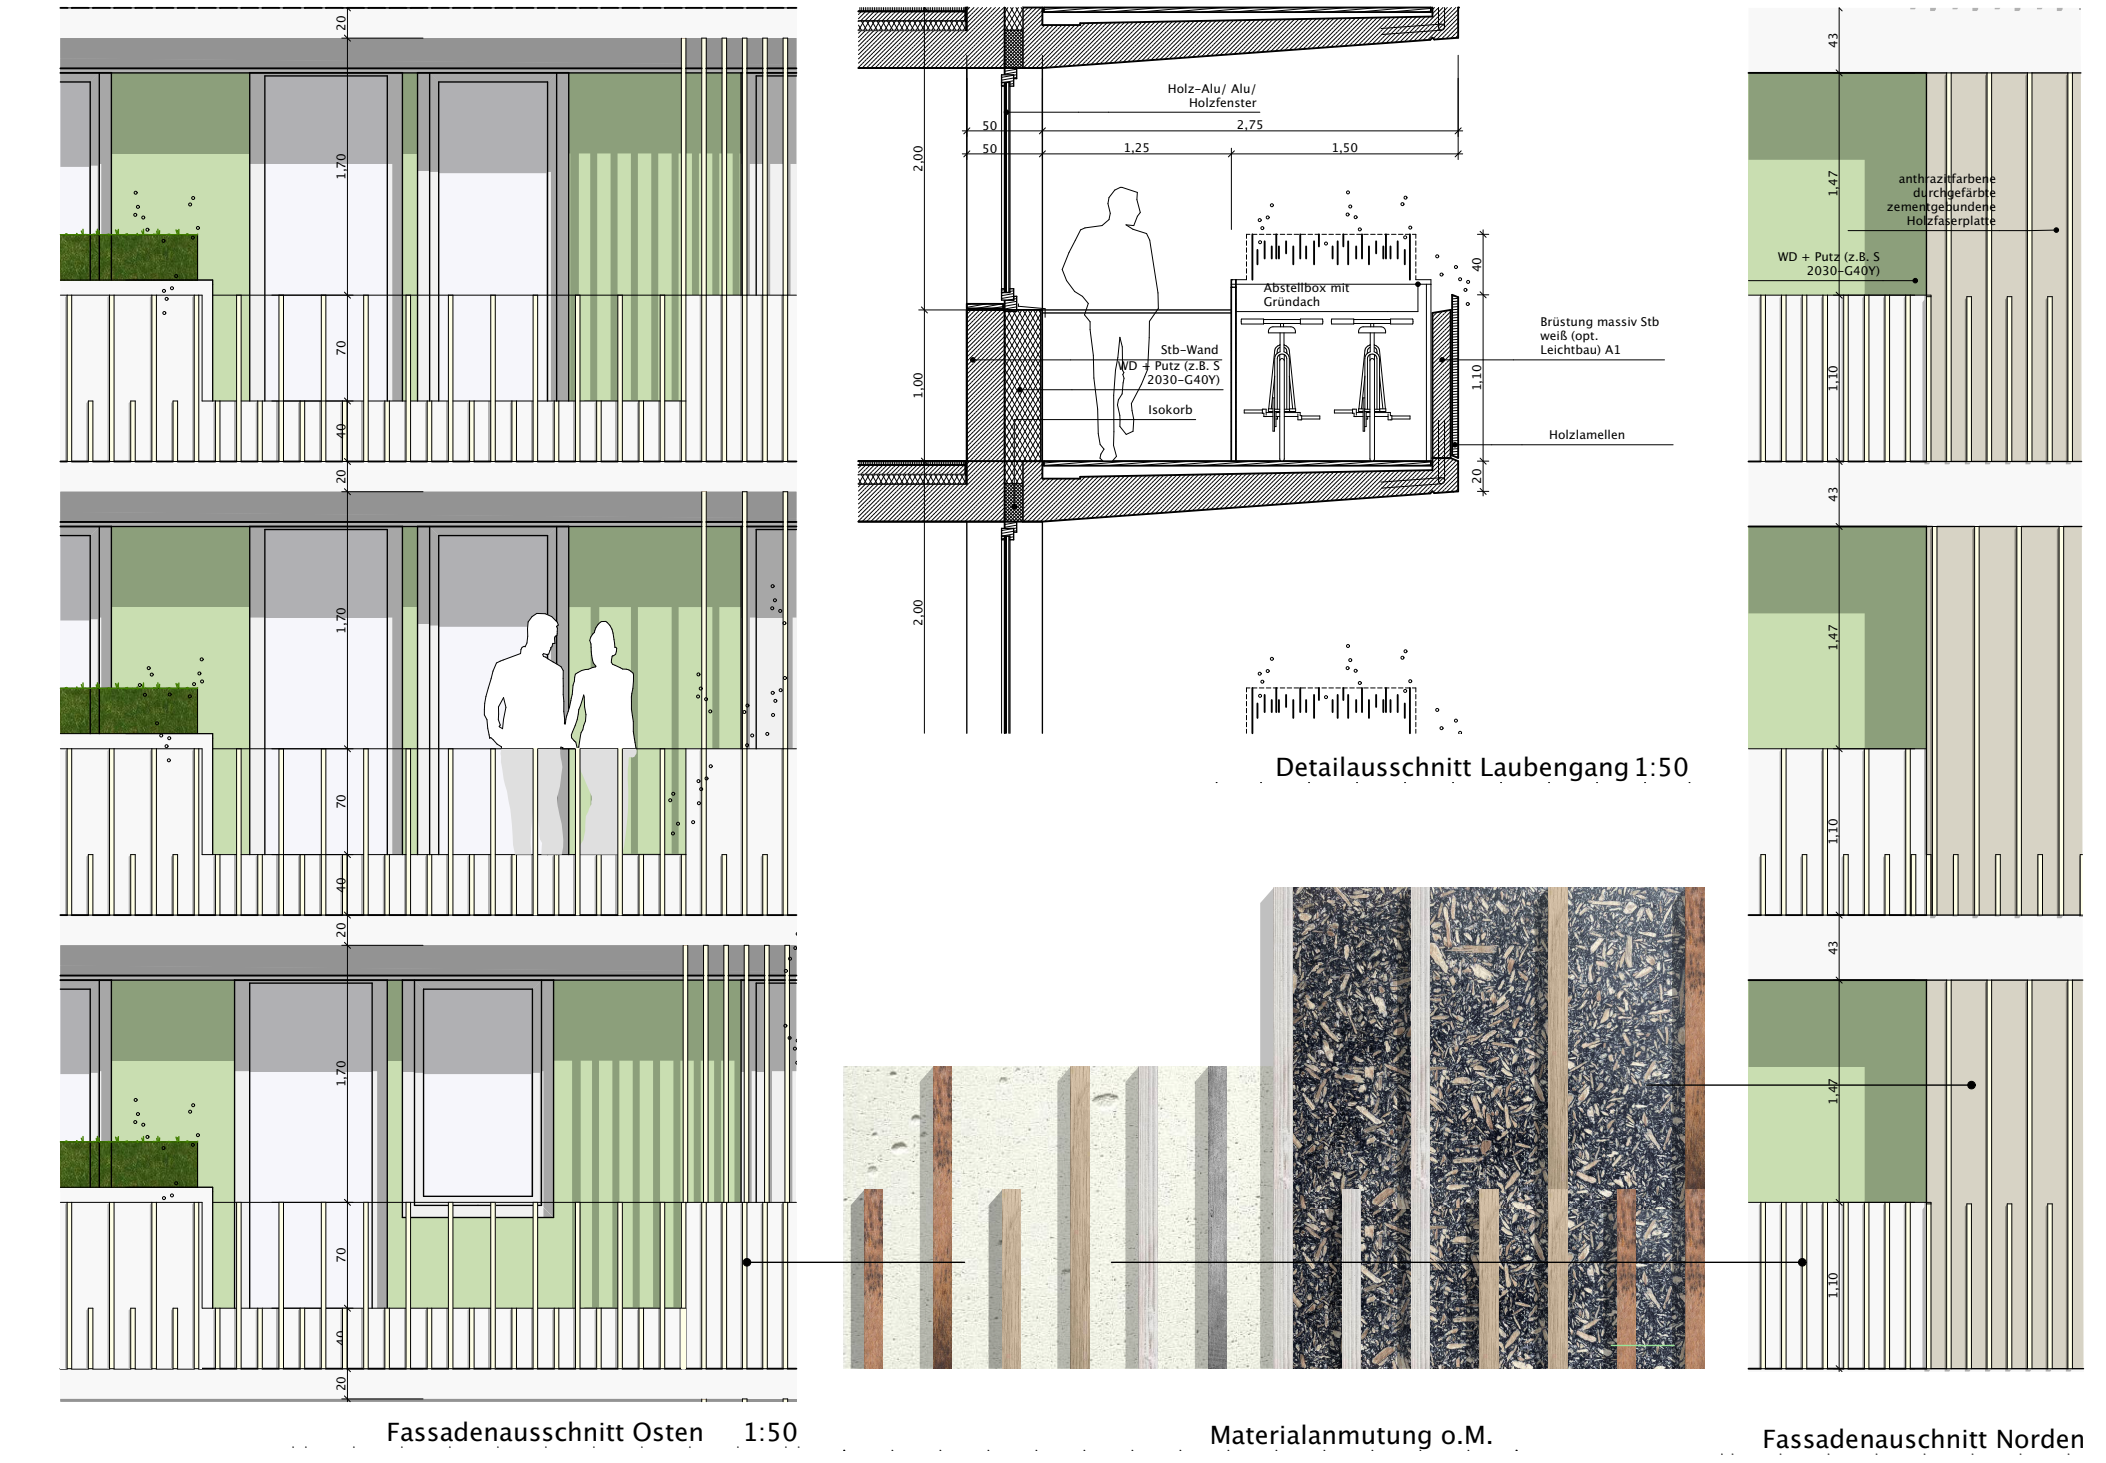 20
1,70
70
40
20
1,70
70
40
20
1,70
70
40
20
Fassadenausschnitt Osten 1:50
Holz-Alu/ Alu/
Holzfenster
50
2,75
50
1,25
1,50
2,00
1,00
2,00
40
1,10
20
Abstellbox mit
Gründach
Stb-Wand
WD + Putz (z.B. S
2030-G40Y)
Isokorb
Brüstung massiv Stb
weiß (opt.
Leichtbau) A1
Holzlamellen
Detailausschnitt Laubengang 1:50
Materialanmutung o.M.
43
1,47
anthrazitfarbene
durchgefärbte
zementgebundene
Holzfaserplatte
WD + Putz (z.B. S
2030-G40Y)
1,10
43
1,47
1,10
43
1,47
1,10
Fassadenauschnitt Norden